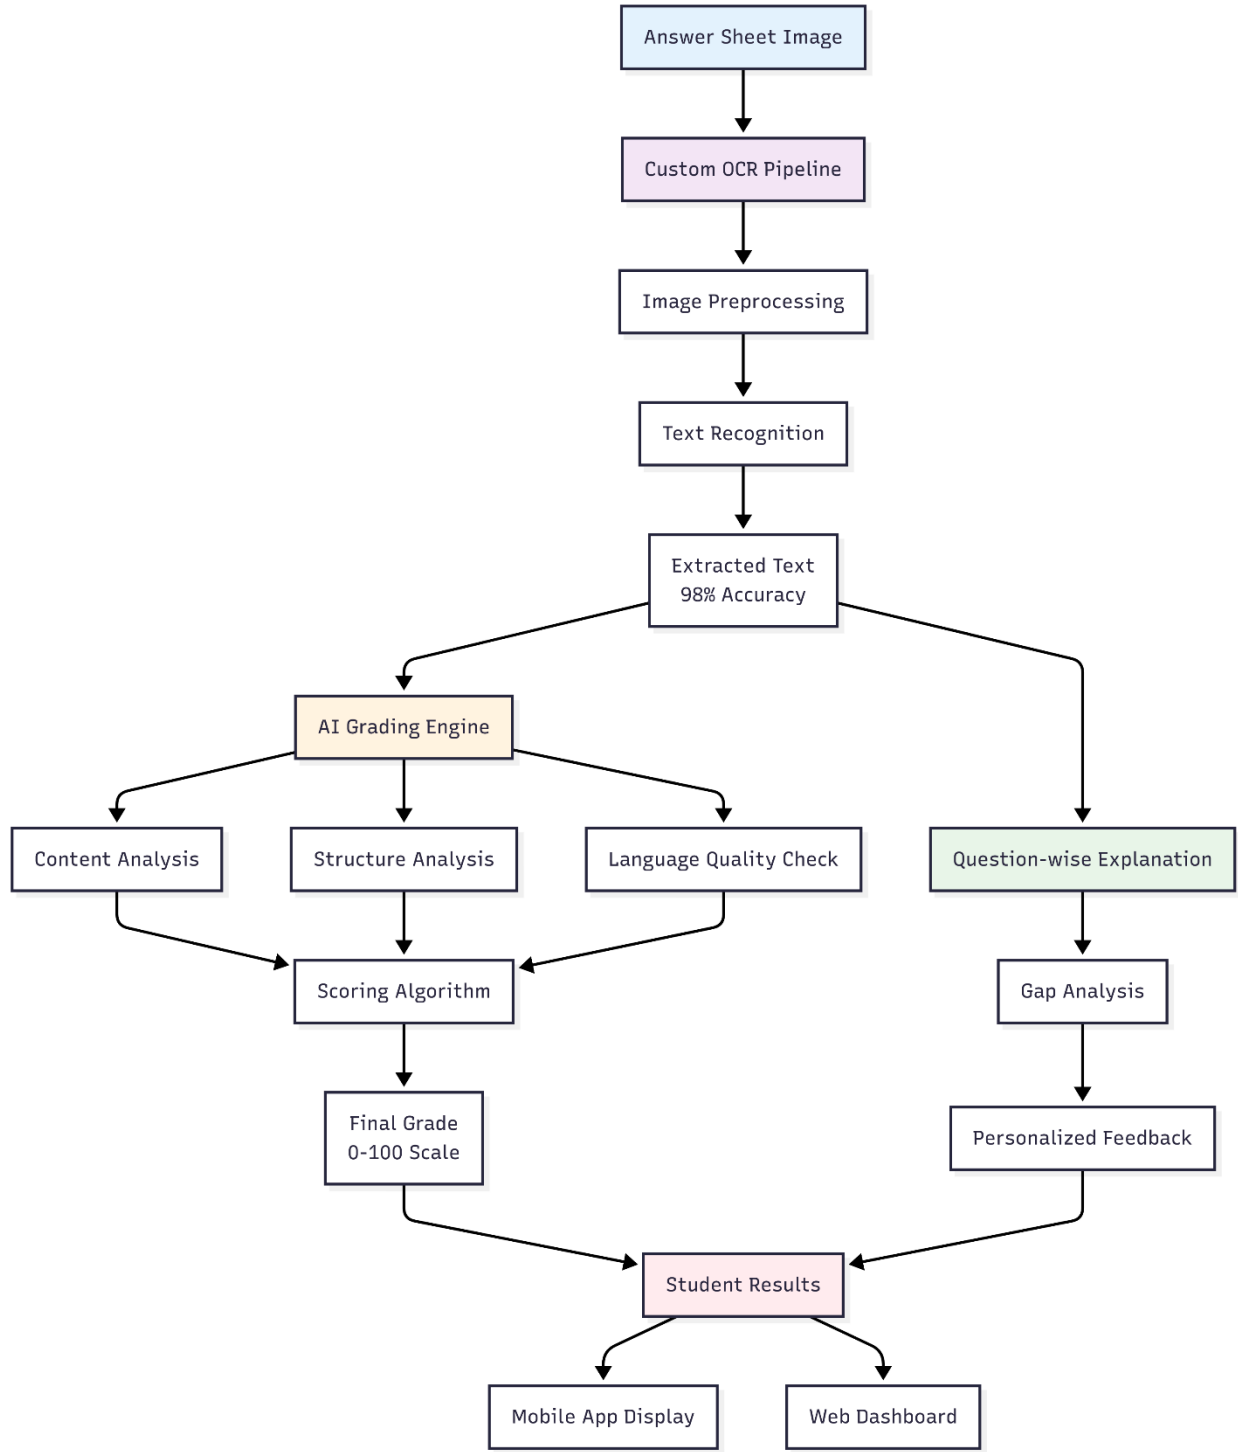 Answer Sheet Image
Custom OCR Pipeline
Image Preprocessing
Text Recognition
Extracted Text
98% Accuracy
AI Grading Engine
Content Analysis
Structure Analysis
Language Quality Check
Question-wise Explanation
Scoring Algorithm
Gap Analysis
Final Grade
0-100 Scale
Personalized Feedback
Student Results
Mobile App Display
Web Dashboard